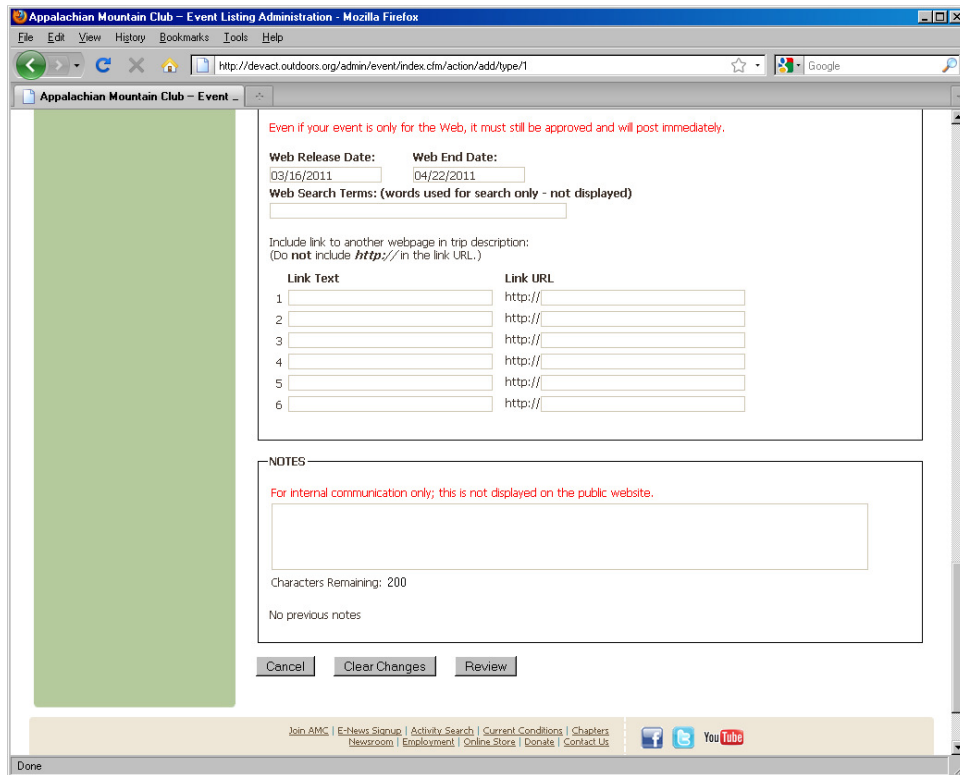 Appalachian Mountain Club – Event Listing Administration - Mozilla Firefox
File Edit View History Bookmarks Tools Help
http://devact.outdoors.org/admin/event/index.cfm/action/add/type/1
Google
Appalachian Mountain Club – Event ...
Even if your event is only for the Web, it must still be approved and will post immediately.
Web Release Date: Web End Date:
03/16/2011 04/22/2011
Web Search Terms: (words used for search only - not displayed)
Include link to another webpage in trip description:
(Do not include http:// in the link URL.)
Link Text Link URL
1 http://
2 http://
3 http://
4 http://
5 http://
6 http://
NOTES
For internal communication only; this is not displayed on the public website.
Characters Remaining: 200
No previous notes
Cancel Clear Changes Review
Join AMC | E-News Signup | Activity Search | Current Conditions | Chapters
Newsroom | Employment | Online Store | Donate | Contact Us
f t YouTube
Done